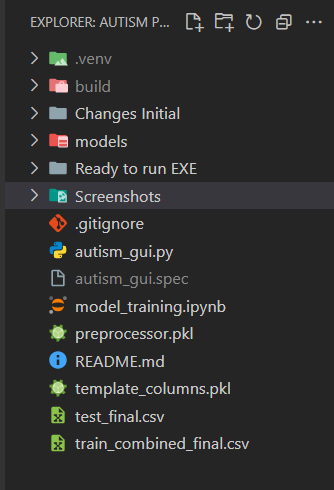 EXPLORER: AUTISM P...
.venv
build
Changes Initial
models
Ready to run EXE
Screenshots
.gitignore
autism_gui.py
autism_gui.spec
model_training.ipynb
preprocessor.pkl
README.md
template_columns.pkl
test_final.csv
train_combined_final.csv